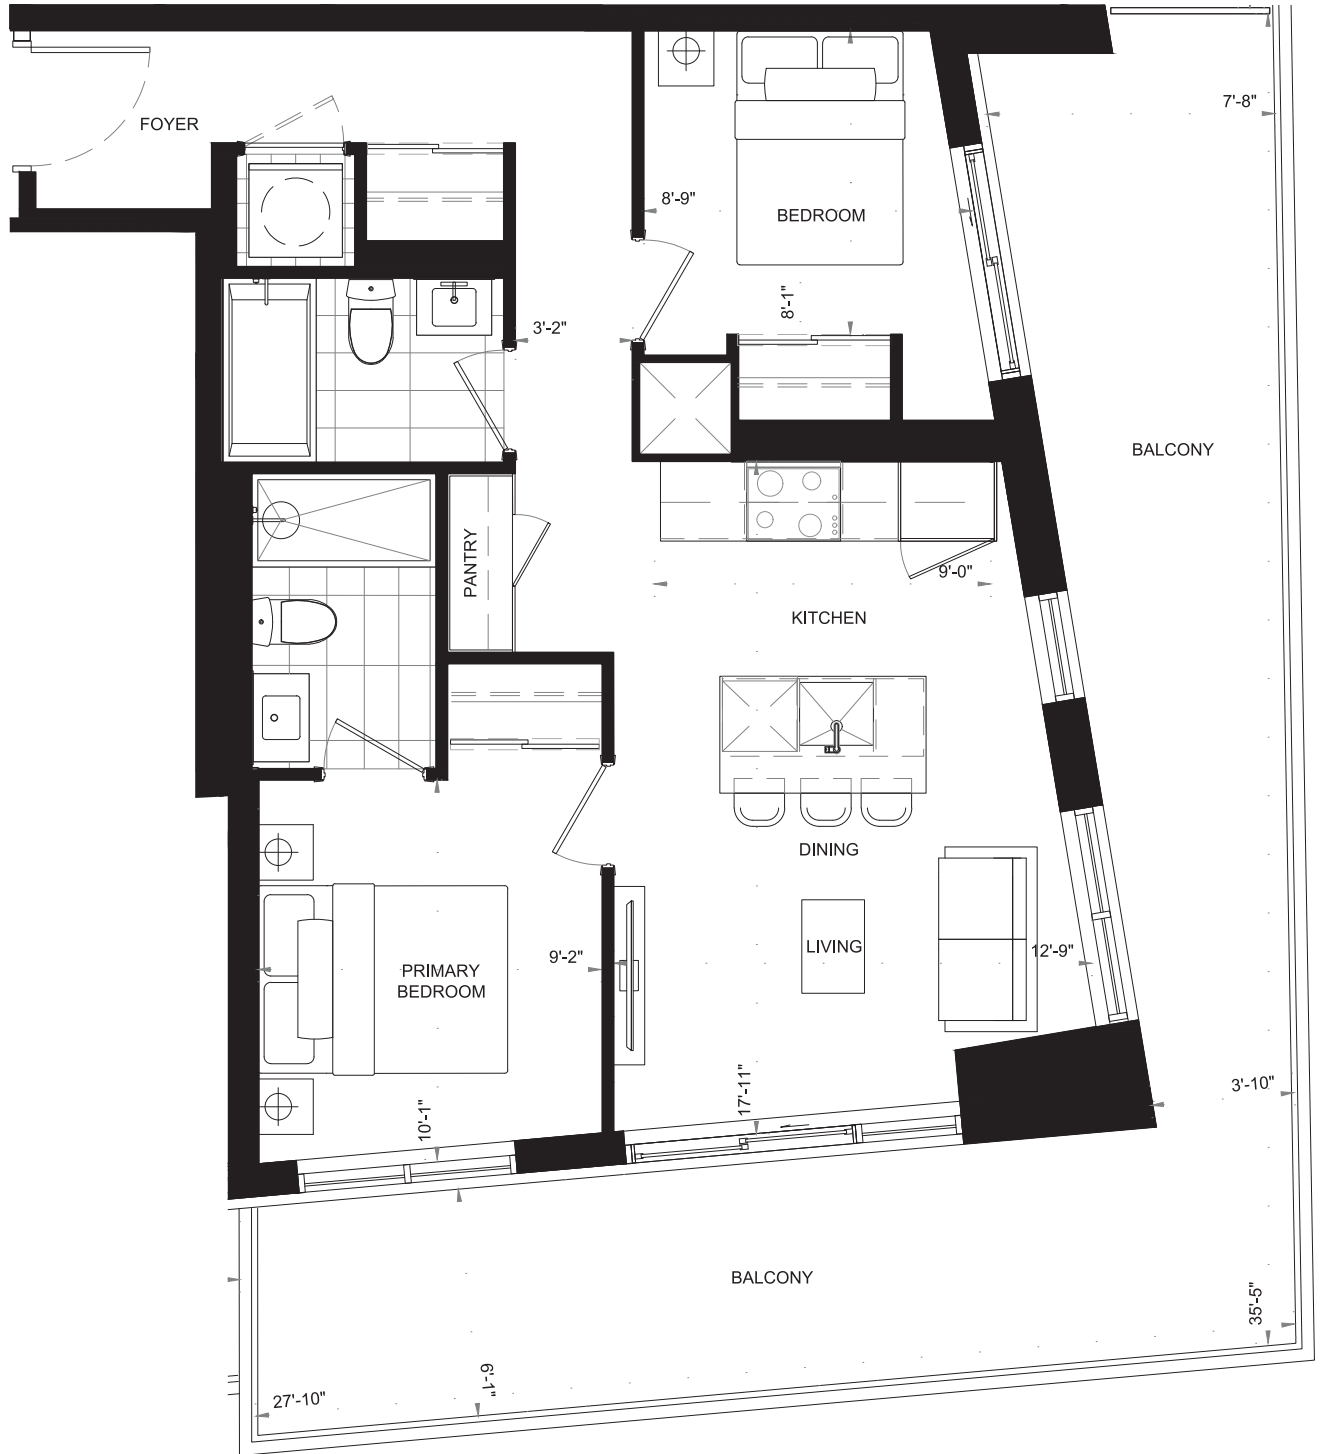 7'-8"
FOYER
8'-9"
BEDROOM
8'-1"
3'-2"
BALCONY
PANTRY
9'-0"
KITCHEN
DINING
LIVING
12'-9"
9'-2"
PRIMARY
BEDROOM
17'-11"
3'-10"
10'-1"
BALCONY
35'-5"
6'-1"
27'-10"